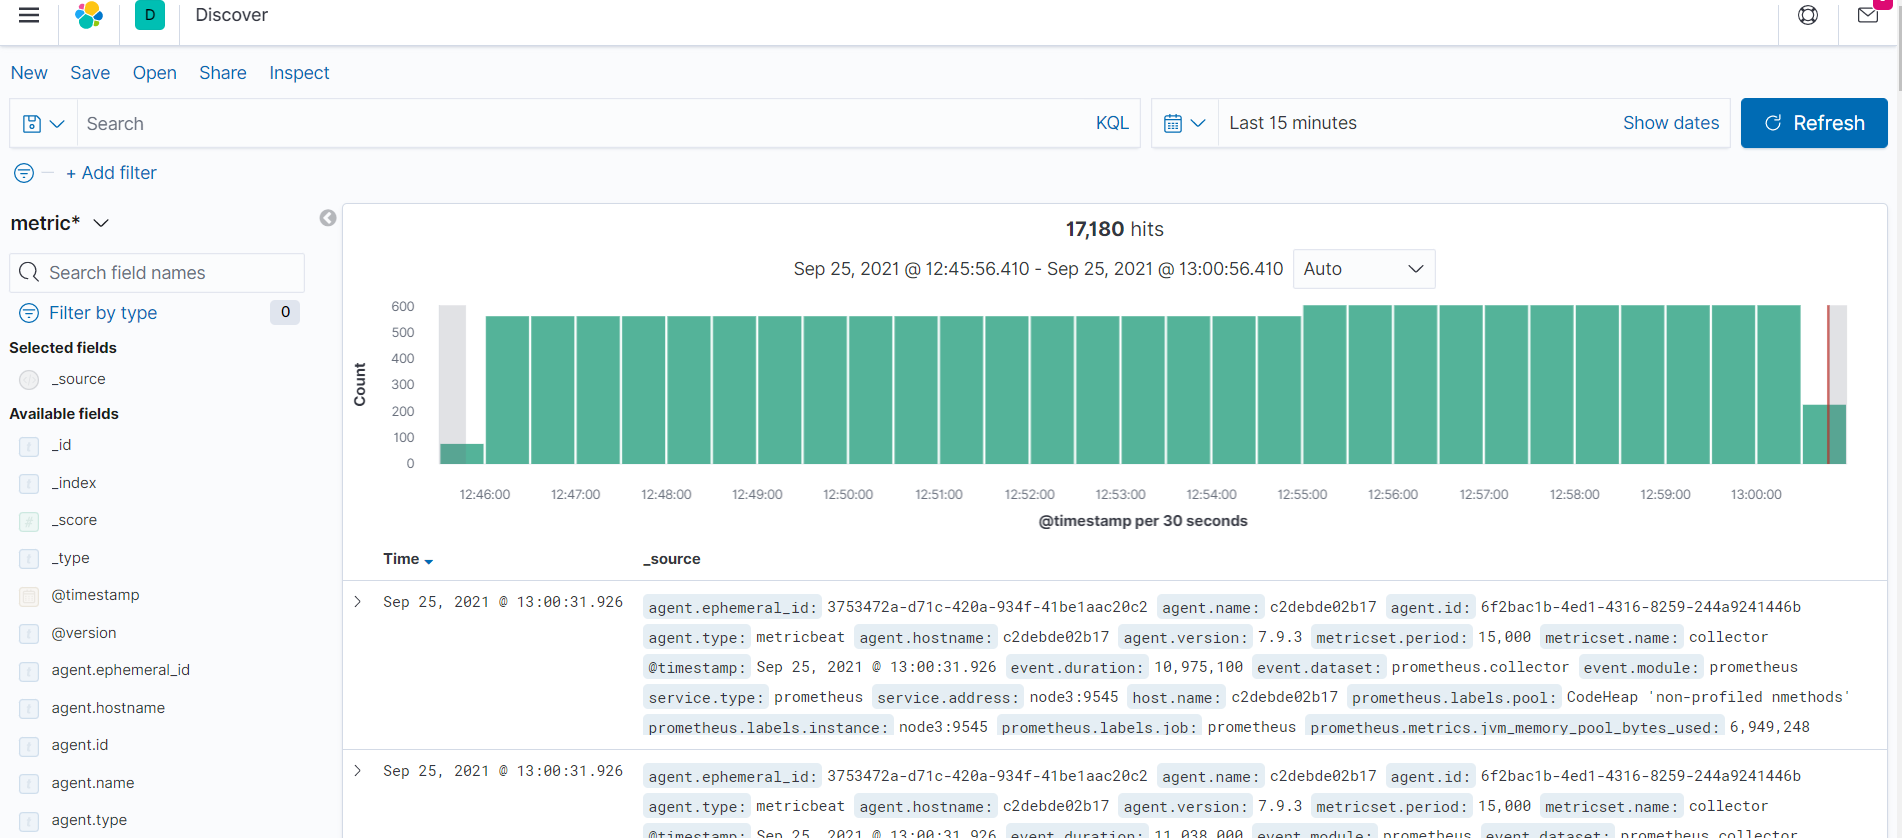 D Discover
New Save Open Share Inspect
Search KQL Last 15 minutes Show dates Refresh
+ Add filter
metric*
Search field names
Filter by type 0
Selected fields
_source
Available fields
_id
_index
_score
_type
@timestamp
@version
agent.ephemeral_id
agent.hostname
agent.id
agent.name
agent.type
17,180 hits
Sep 25, 2021 @ 12:45:56.410 - Sep 25, 2021 @ 13:00:56.410 Auto
Count
600
500
400
300
200
100
0
12:46:00 12:47:00 12:48:00 12:49:00 12:50:00 12:51:00 12:52:00 12:53:00 12:54:00 12:55:00 12:56:00 12:57:00 12:58:00 12:59:00 13:00:00
@timestamp per 30 seconds
Time _source
Sep 25, 2021 @ 13:00:31.926 agent.ephemeral_id: 3753472a-d71c-420a-934f-41be1aac20c2 agent.name: c2debde02b17 agent.id: 6f2bac1b-4ed1-4316-8259-244a9241446b
agent.type: metricbeat agent.hostname: c2debde02b17 agent.version: 7.9.3 metricset.period: 15,000 metricset.name: collector
@timestamp: Sep 25, 2021 @ 13:00:31.926 event.duration: 10,975,100 event.dataset: prometheus.collector event.module: prometheus
service.type: prometheus service.address: node3:9545 host.name: c2debde02b17 prometheus.labels.pool: CodeHeap 'non-profiled nmethods'
prometheus.labels.instance: node3:9545 prometheus.labels.job: prometheus prometheus.metrics.jvm_memory_pool_bytes_used: 6,949,248
Sep 25, 2021 @ 13:00:31.926 agent.ephemeral_id: 3753472a-d71c-420a-934f-41be1aac20c2 agent.name: c2debde02b17 agent.id: 6f2bac1b-4ed1-4316-8259-244a9241446b
agent.type: metricbeat agent.hostname: c2debde02b17 agent.version: 7.9.3 metricset.period: 15,000 metricset.name: collector
@timestamp: Sep 25, 2021 @ 13:00:31.926 event.duration: 11,038,000 event.module: prometheus event.dataset: prometheus.collector